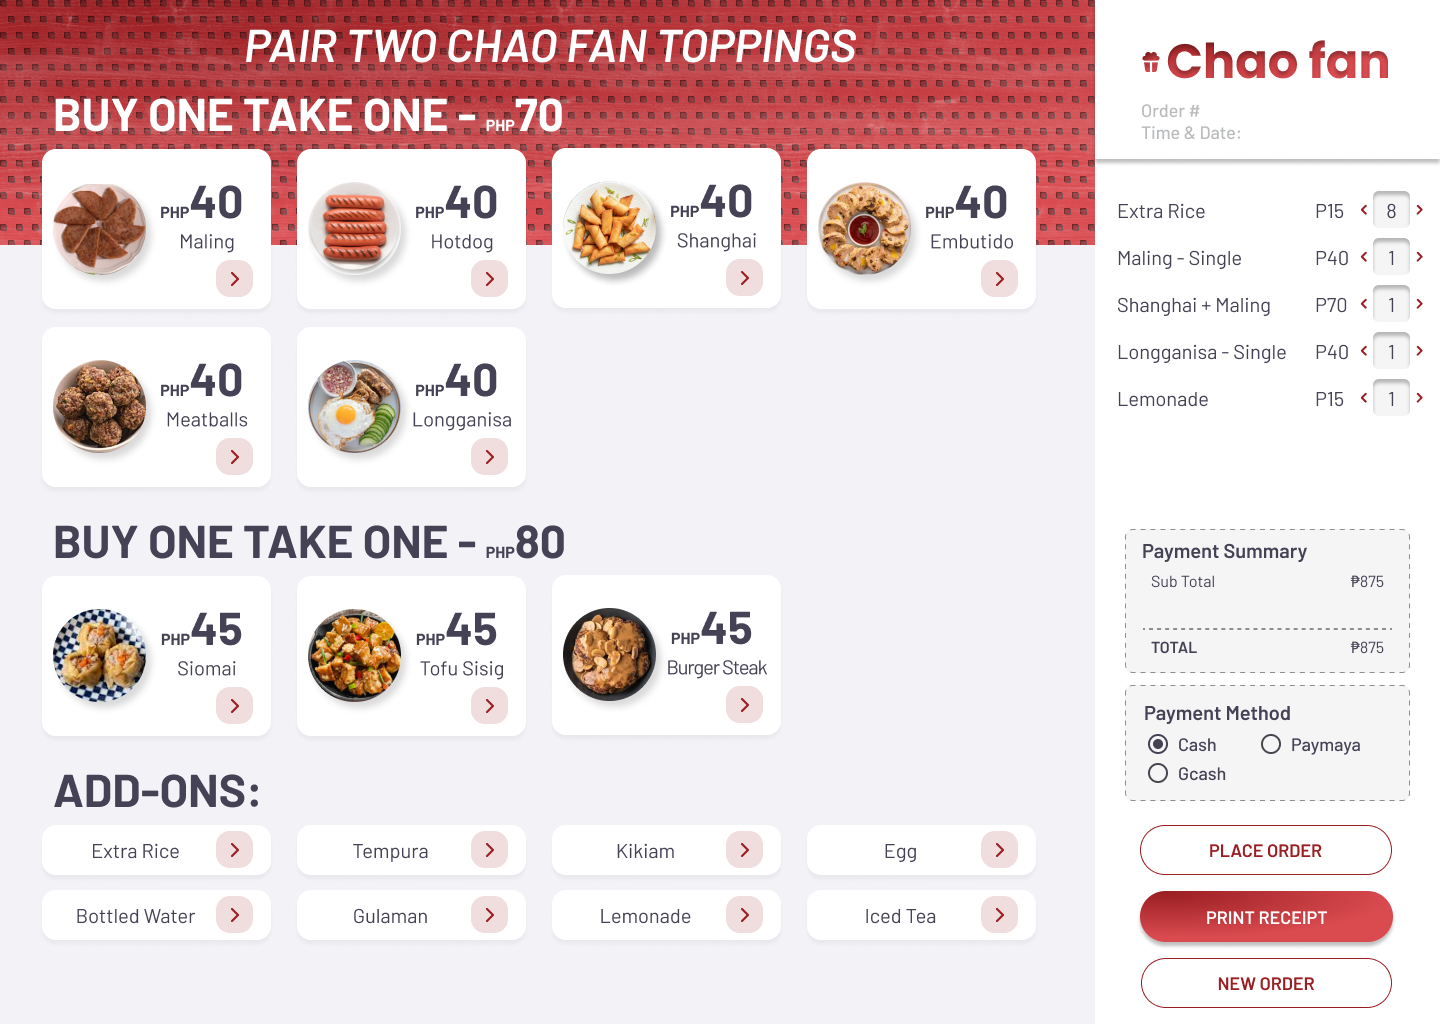 PAIR TWO CHAO FAN TOPPINGS
BUY ONE TAKE ONE - PHP70
PHP40
Maling
PHP40
Hotdog
PHP40
Shanghai
PHP40
Embutido
PHP40
Meatballs
PHP40
Longganisa
BUY ONE TAKE ONE - PHP80
PHP45
Siomai
PHP45
Tofu Sisig
PHP45
Burger Steak
ADD-ONS:
Extra Rice
Tempura
Kikiam
Egg
Bottled Water
Gulaman
Lemonade
Iced Tea
Chao fan
Order #
Time & Date:
Extra Rice P15 8
Maling - Single P40 1
Shanghai + Maling P70 1
Longganisa - Single P40 1
Lemonade P15 1
Payment Summary
Sub Total ₱875
TOTAL ₱875
Payment Method
Cash Paymaya
Gcash
PLACE ORDER
PRINT RECEIPT
NEW ORDER